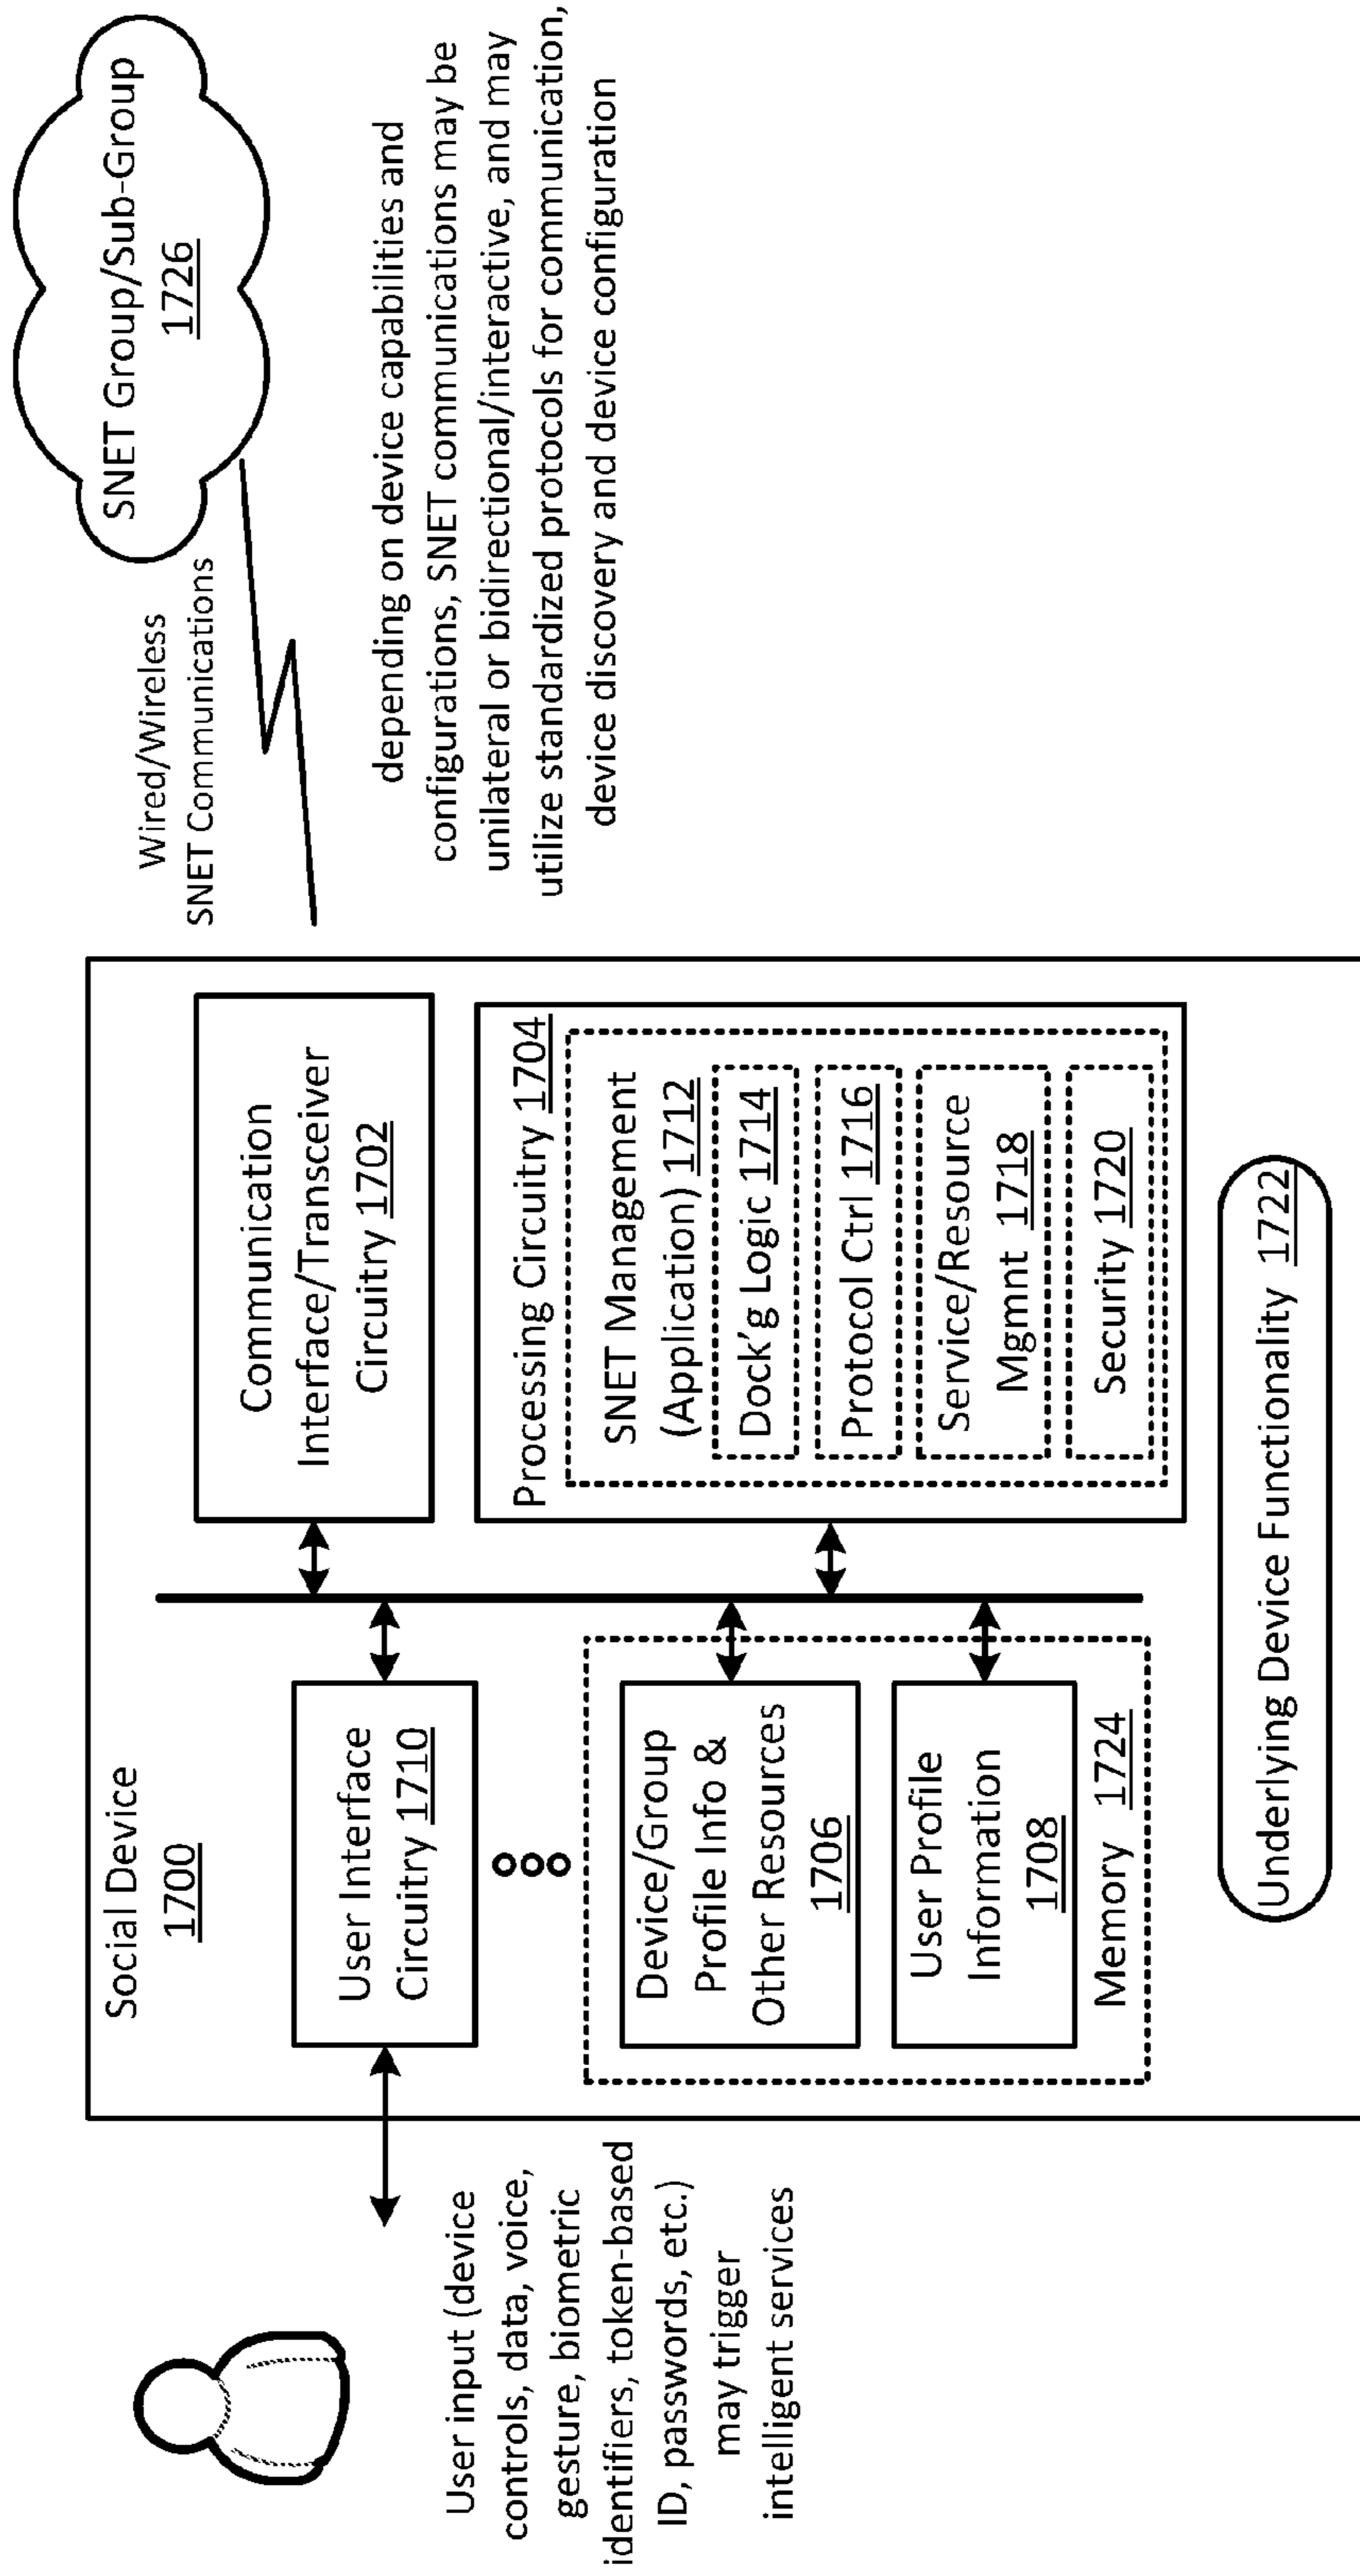 Social Device
1700
User input (device
controls, data, voice,
gesture, biometric
identifiers, token-based
ID, passwords, etc.)
may trigger
intelligent services
User Interface
Circuitry 1710
Device/Group
Profile Info &
Other Resources
1706
User Profile
Information
1708
Memory 1724
Communication
Interface/Transceiver
Circuitry 1702
Processing Circuitry 1704
SNET Management
(Application) 1712
Dock'g Logic 1714
Protocol Ctrl 1716
Service/Resource
Mgmnt 1718
Security 1720
Underlying Device Functionality 1722
Wired/Wireless
SNET Communications
SNET Group/Sub-Group
1726
depending on device capabilities and
configurations, SNET communications may be
unilateral or bidirectional/interactive, and may
utilize standardized protocols for communication,
device discovery and device configuration